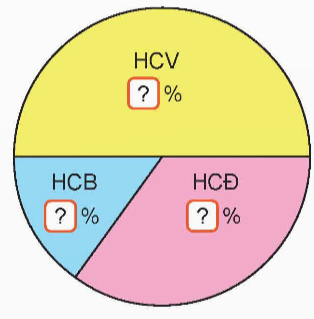 HCV
? %
HCB
? %
HCĐ
? %